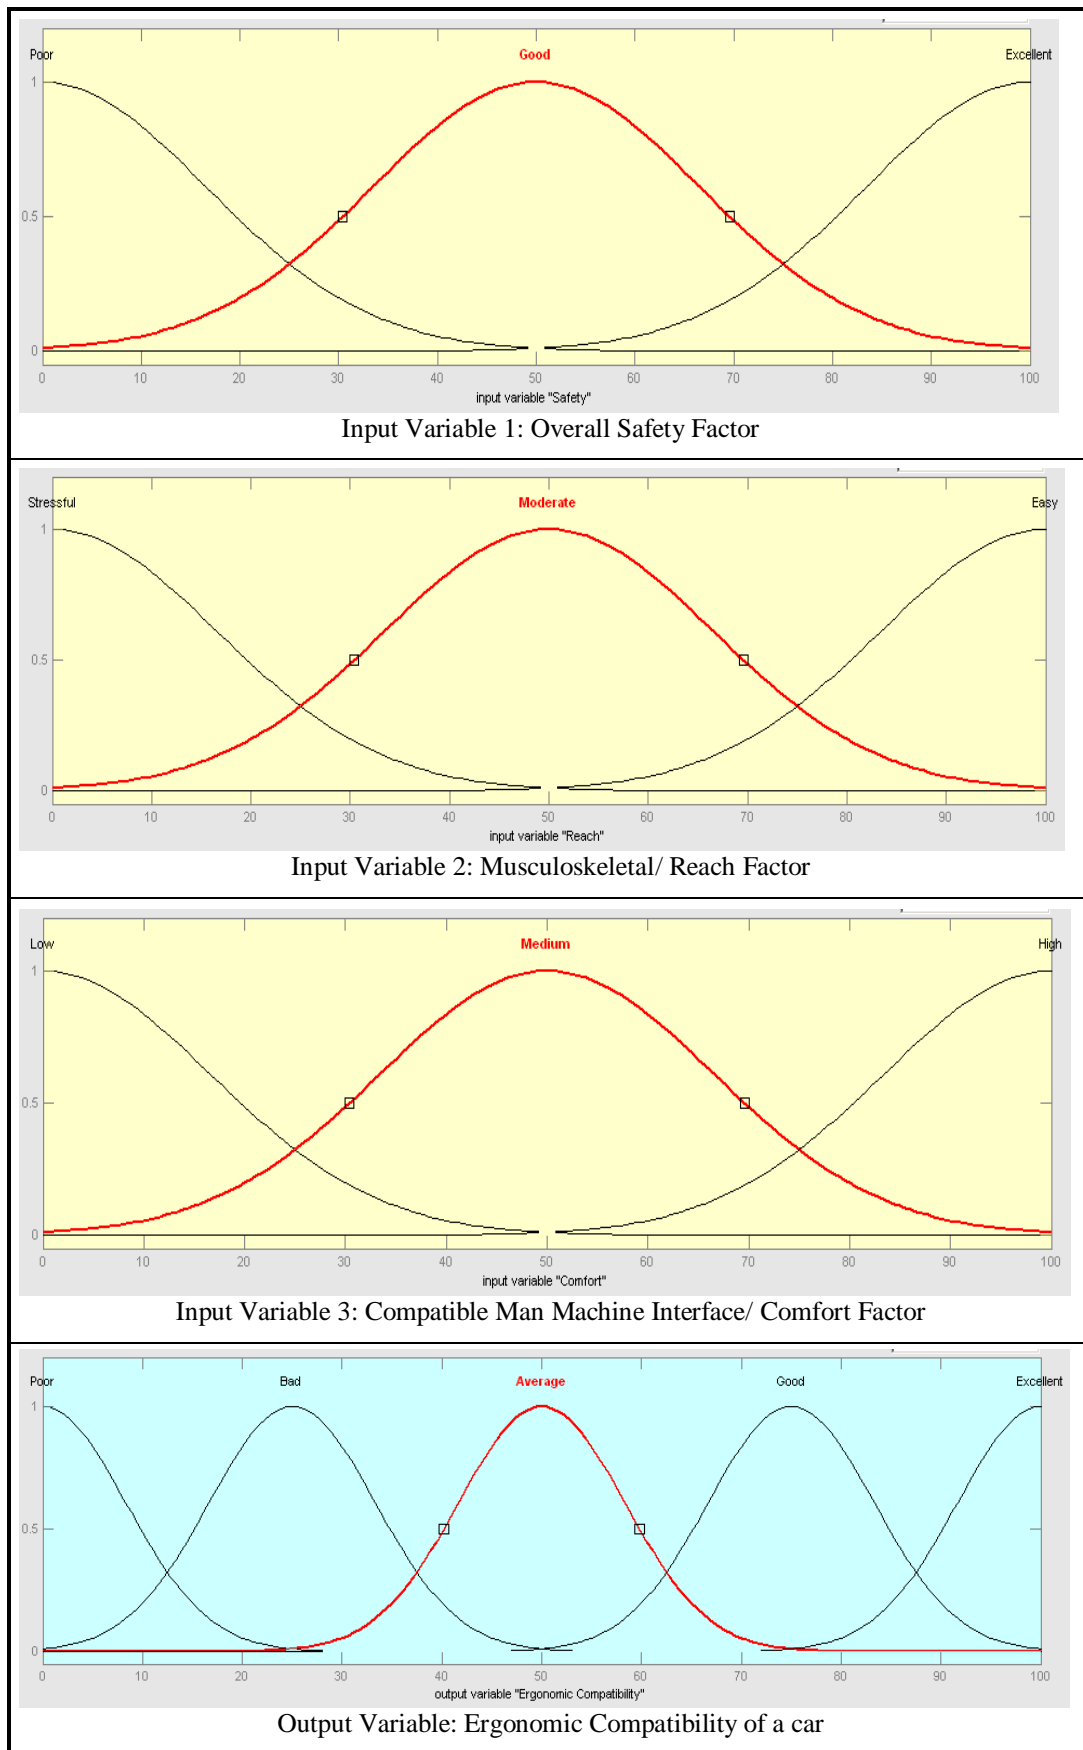 Poor Good Excellent
1
0.5
0
0 10 20 30 40 50 60 70 80 90 100
input variable "Safety"
Input Variable 1: Overall Safety Factor
Stressful Moderate Easy
1
0.5
0
0 10 20 30 40 50 60 70 80 90 100
input variable "Reach"
Input Variable 2: Musculoskeletal/ Reach Factor
Low Medium High
1
0.5
0
0 10 20 30 40 50 60 70 80 90 100
input variable "Comfort"
Input Variable 3: Compatible Man Machine Interface/ Comfort Factor
Poor Bad Average Good Excellent
1
0.5
0
0 10 20 30 40 50 60 70 80 90 100
output variable "Ergonomic Compatibility"
Output Variable: Ergonomic Compatibility of a car